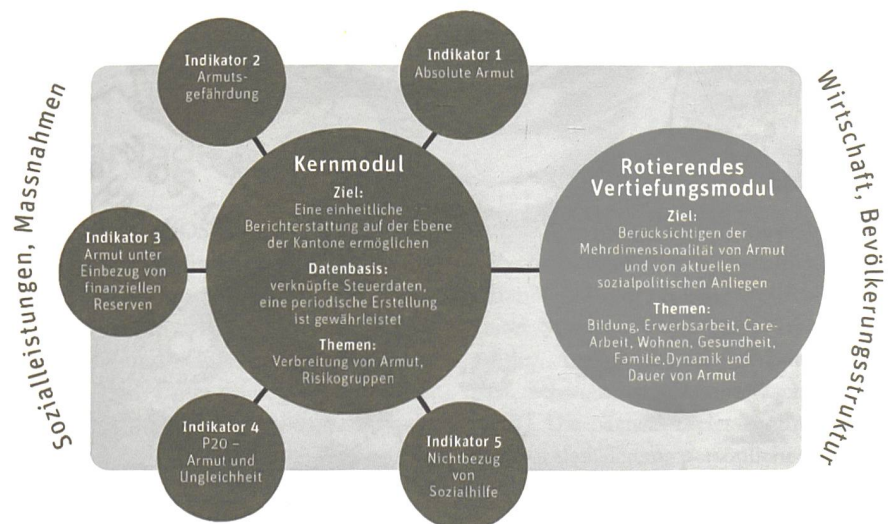 Sozialleistungen, Massnahmen
Indikator 2
Armuts-
gefährdung
Indikator 1
Absolute Armut
Indikator 3
Armut unter
Einbezug von
finanziellen
Reserven
Kernmodul
Ziel:
Eine einheitliche
Berichterstattung auf der Ebene
der Kantone ermöglichen
Datenbasis:
verknüpfte Steuerdaten,
eine periodische Erstellung
ist gewährleistet
Themen:
Verbreitung von Armut,
Risikogruppen
Indikator 4
P20 –
Armut und
Ungleichheit
Indikator 5
Nichtbezug
von
Sozialhilfe
Rotierendes
Vertiefungsmodul
Ziel:
Berücksichtigen der
Mehrdimensionalität von Armut
und von aktuellen
sozialpolitischen Anliegen
Themen:
Bildung, Erwerbsarbeit, Care-
Arbeit, Wohnen, Gesundheit,
Familie,Dynamik und
Dauer von Armut
Wirtschaft, Bevölkerungsstruktur